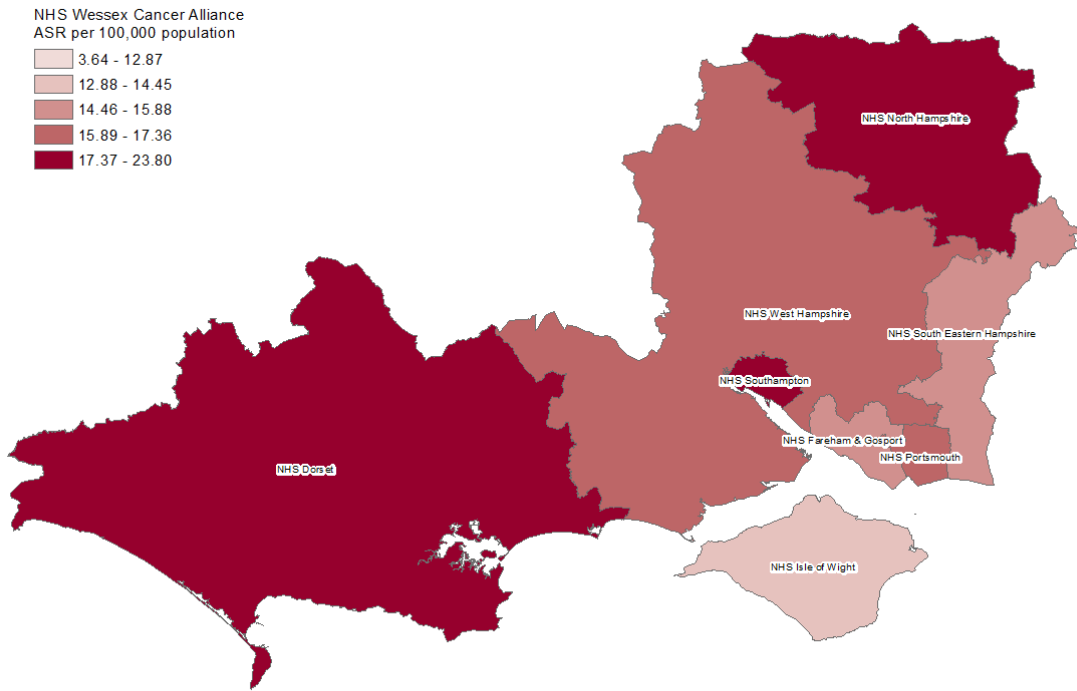 NHS Wessex Cancer Alliance
ASR per 100,000 population
3.64 - 12.87
12.88 - 14.45
14.46 - 15.88
15.89 - 17.36
17.37 - 23.80
NHS North Hampshire
NHS West Hampshire
NHS South Eastern Hampshire
NHS Southampton
NHS Fareham & Gosport
NHS Portsmouth
NHS Dorset
NHS Isle of Wight